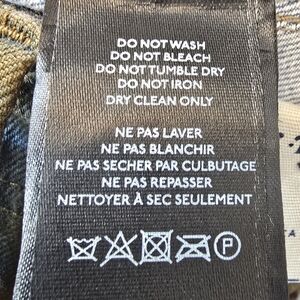 DO NOT WASH
DO NOT BLEACH
DO NOT TUMBLE DRY
DO NOT IRON
DRY CLEAN ONLY
NE PAS LAVER
NE PAS BLANCHIR
NE PAS SECHER PAR CULBUTAGE
NE PAS REPASSER
NETTOYER À SEC SEULEMENT
P